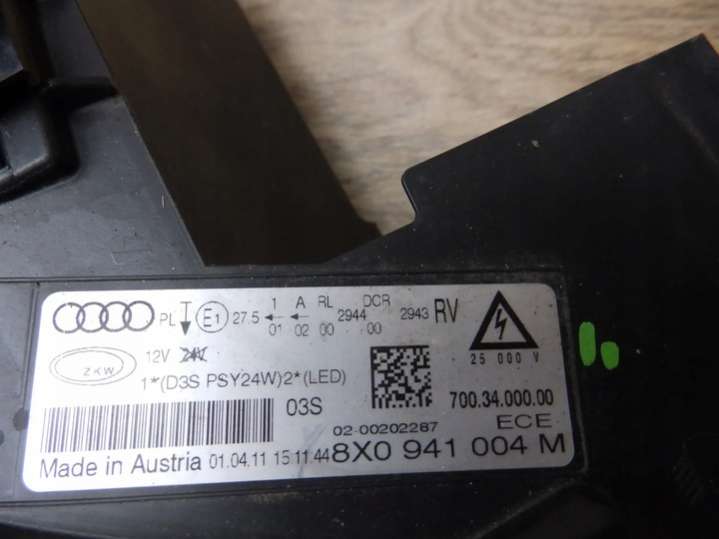 PL E1 27.5 1 01 A 02 RL 00 2944 DCR 00 2943 RV
12V 24V
ZKW
1*(D3S PSY24W)2*(LED)
25 000 V
03S
700.34.000.00
02-00202287
ECE
Made in Austria 01.04.11 15:11:44 8X0 941 004 M